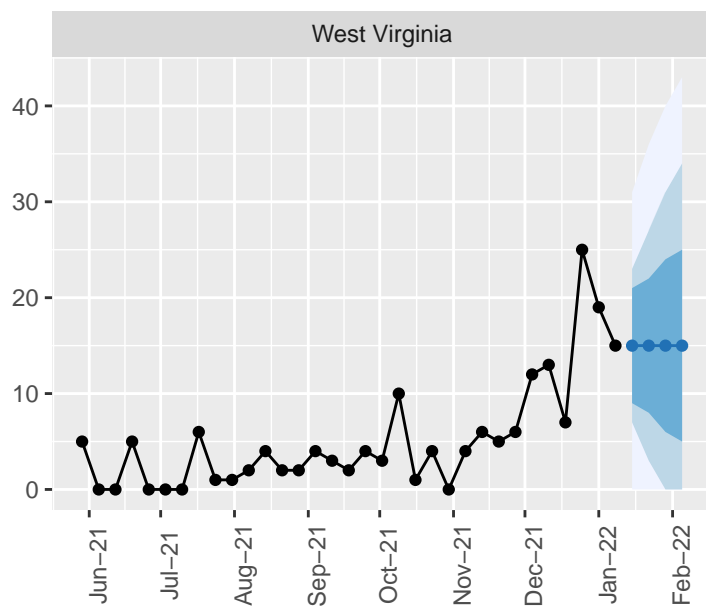 West Virginia
40
30
20
10
0
Jun−21
Jul−21
Aug−21
Sep−21
Oct−21
Nov−21
Dec−21
Jan−22
Feb−22